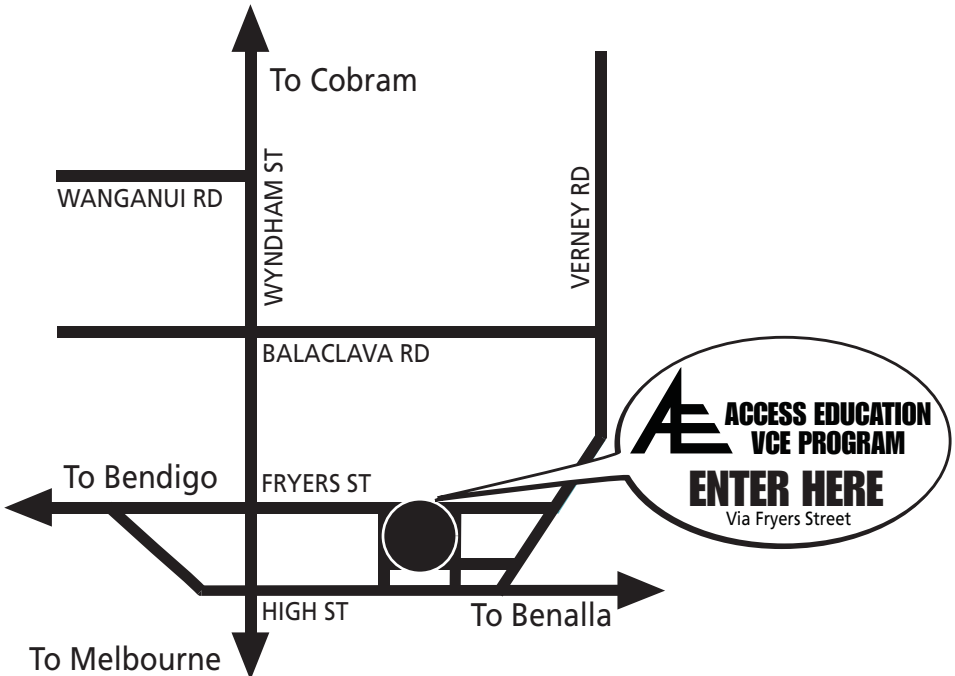 To Cobram
WANGANUI RD
WYNDHAM ST
VERNEY RD
BALACLAVA RD
AE ACCESS EDUCATION
VCE PROGRAM
ENTER HERE
Via Fryers Street
To Bendigo
FRYERS ST
HIGH ST
To Benalla
To Melbourne